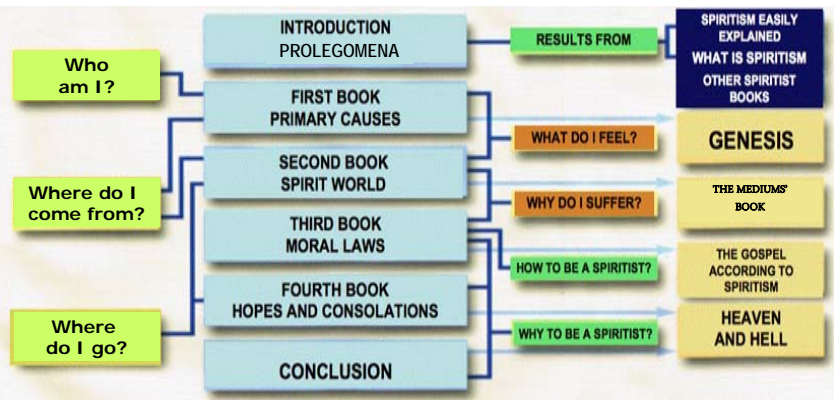 Who
am I?
Where do I
come from?
Where
do I go?
INTRODUCTION
PROLEGOMENA
FIRST BOOK
PRIMARY CAUSES
SECOND BOOK
SPIRIT WORLD
THIRD BOOK
MORAL LAWS
FOURTH BOOK
HOPES AND CONSOLATIONS
CONCLUSION
RESULTS FROM
WHAT DO I FEEL?
WHY DO I SUFFER?
HOW TO BE A SPIRITIST?
WHY TO BE A SPIRITIST?
SPIRITISM EASILY
EXPLAINED
WHAT IS SPIRITISM
OTHER SPIRITIST
BOOKS
GENESIS
THE MEDIUMS'
BOOK
THE GOSPEL
ACCORDING TO
SPIRITISM
HEAVEN
AND HELL